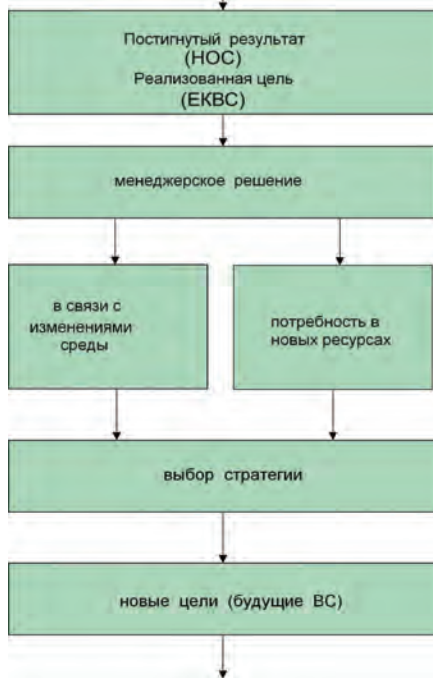 Постигнутый результат
(НОС)
Реализованная цель
(ЕКВС)
менеджерское решение
в связи с
изменениями
среды
потребность в
новых ресурсах
выбор стратегии
новые цели (будущие ВС)